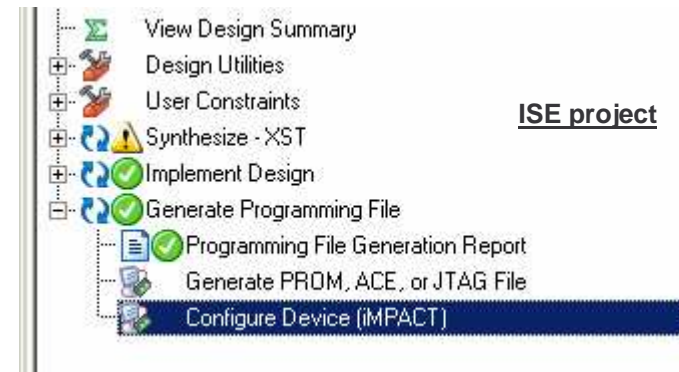 View Design Summary
Design Utilities
User Constraints
ISE project
Synthesize - XST
Implement Design
Generate Programming File
Programming File Generation Report
Generate PROM, ACE, or JTAG File
Configure Device (iMPACT)